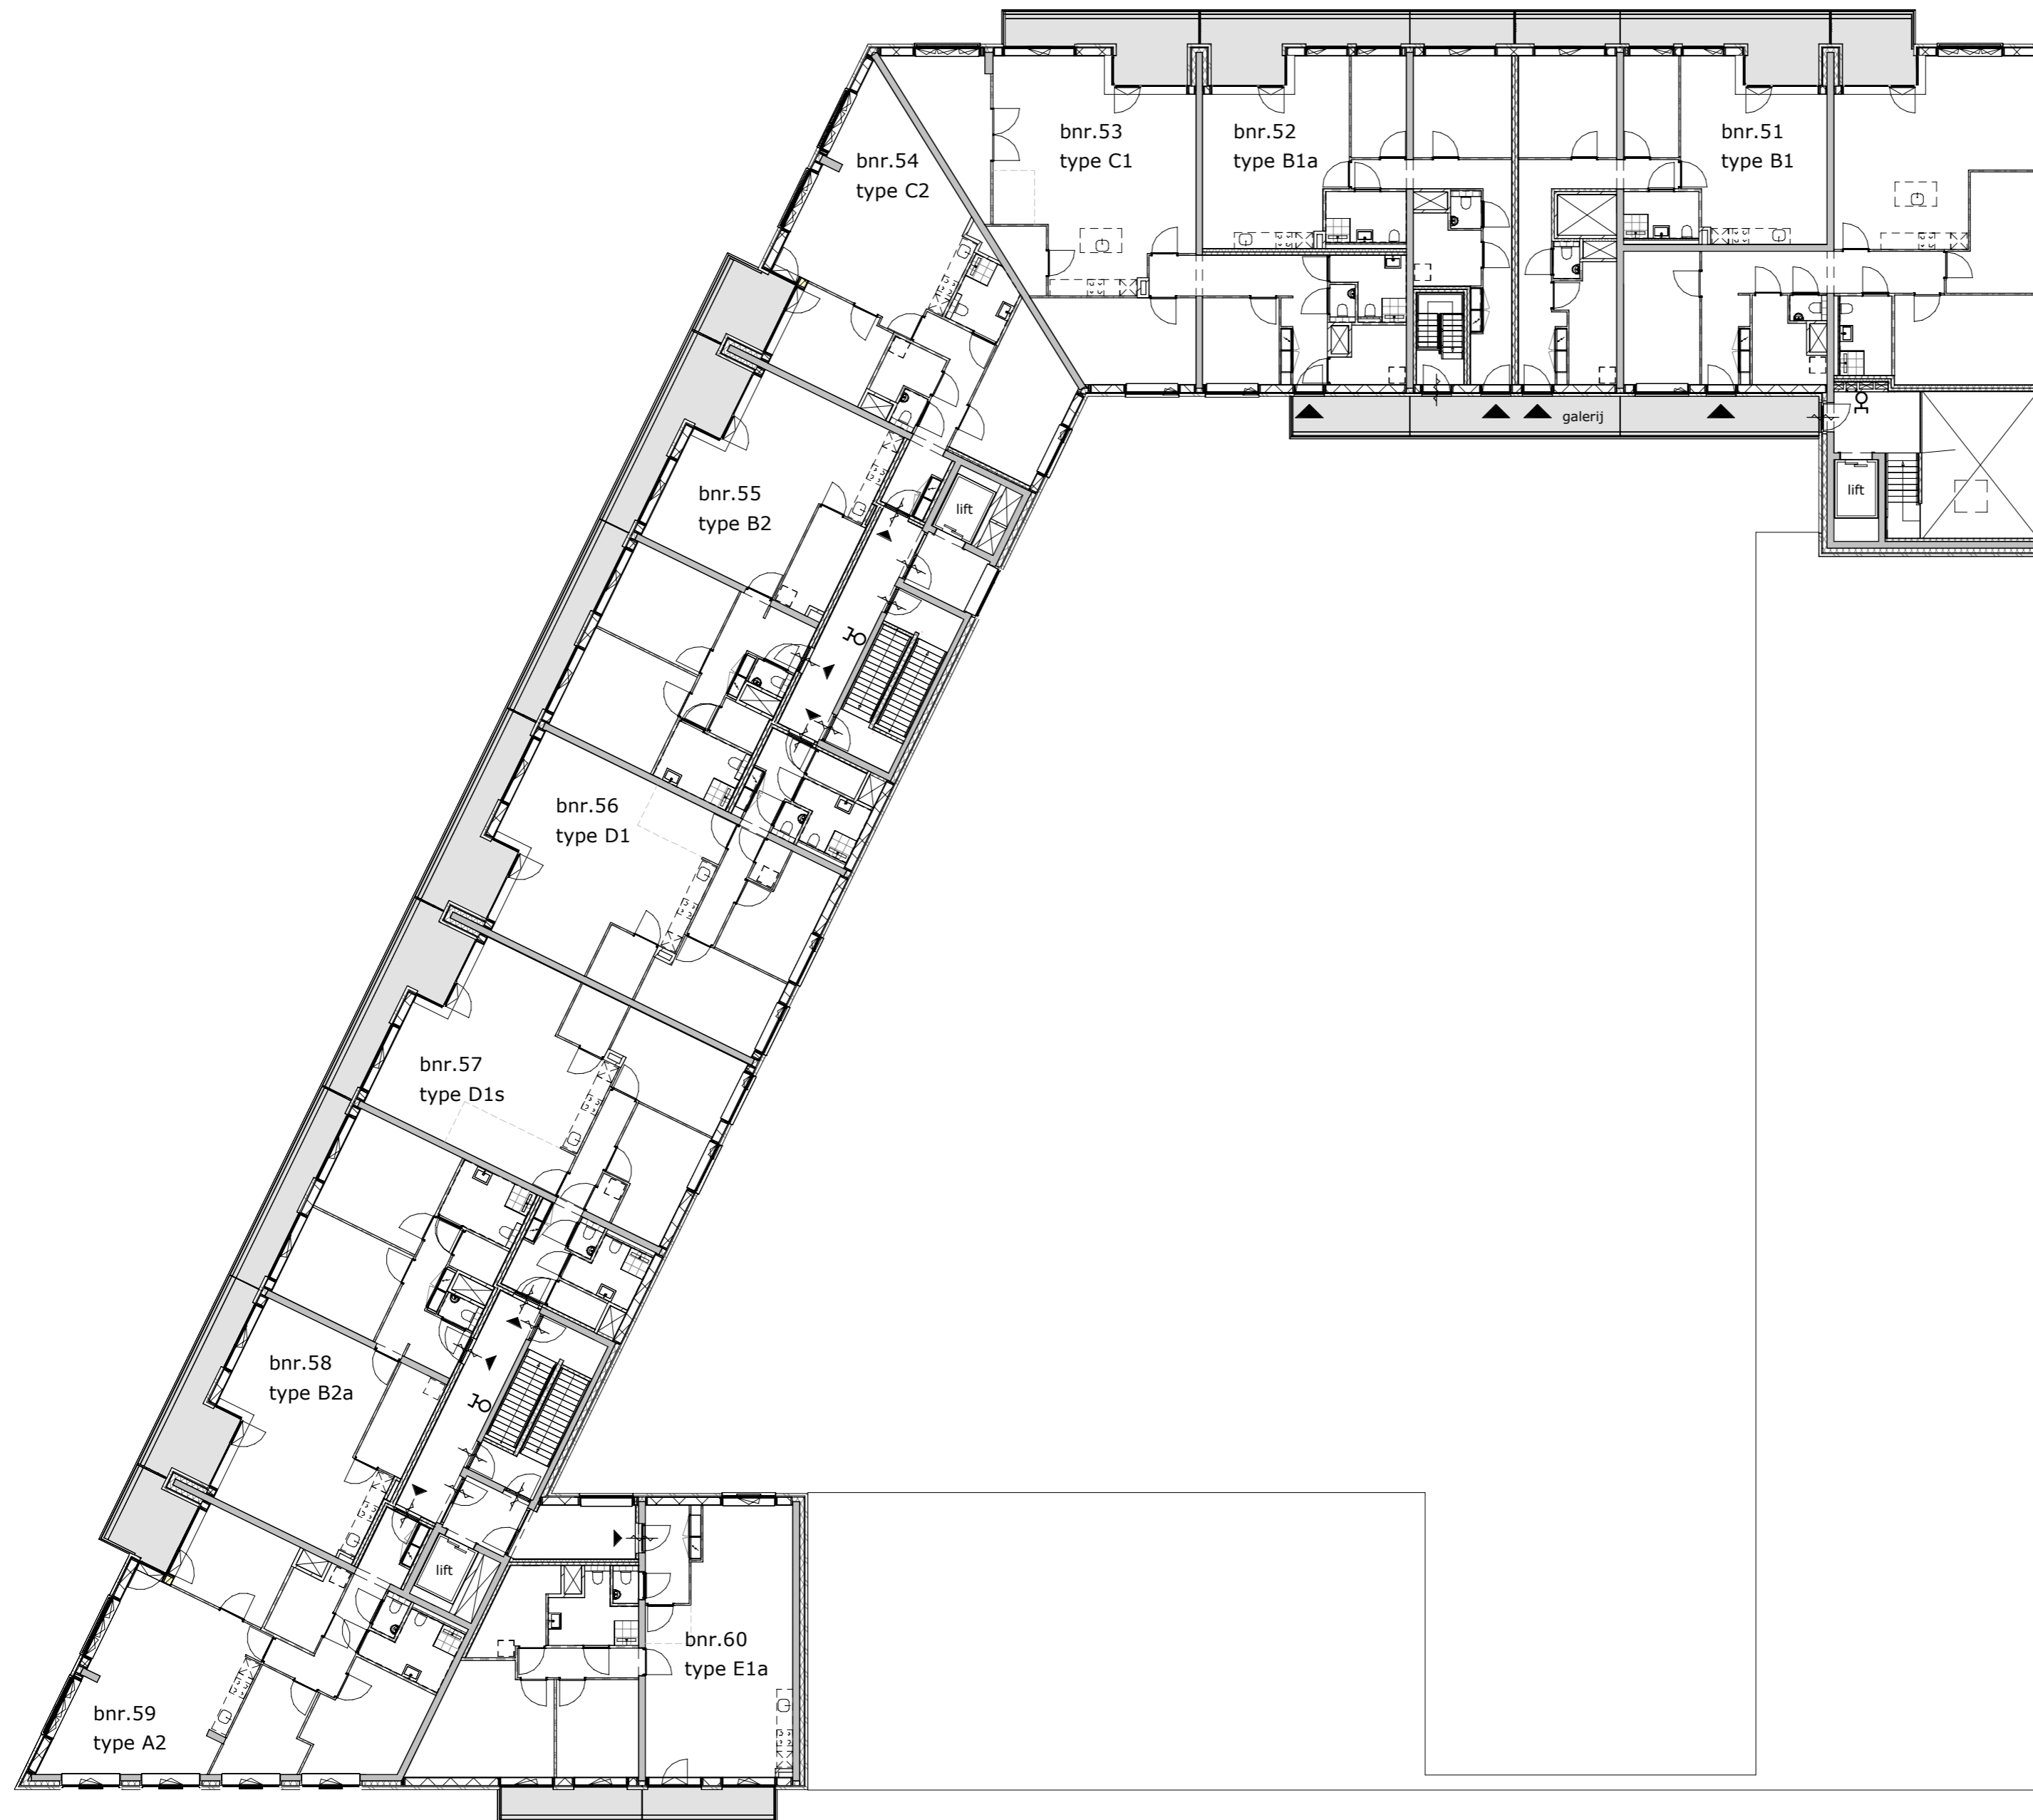 bnr.53
type C1
bnr.52
type B1a
bnr.51
type B1
bnr.54
type C2
galerij
lift
bnr.55
type B2
lift
bnr.56
type D1
bnr.57
type D1s
bnr.58
type B2a
lift
bnr.60
type E1a
bnr.59
type A2